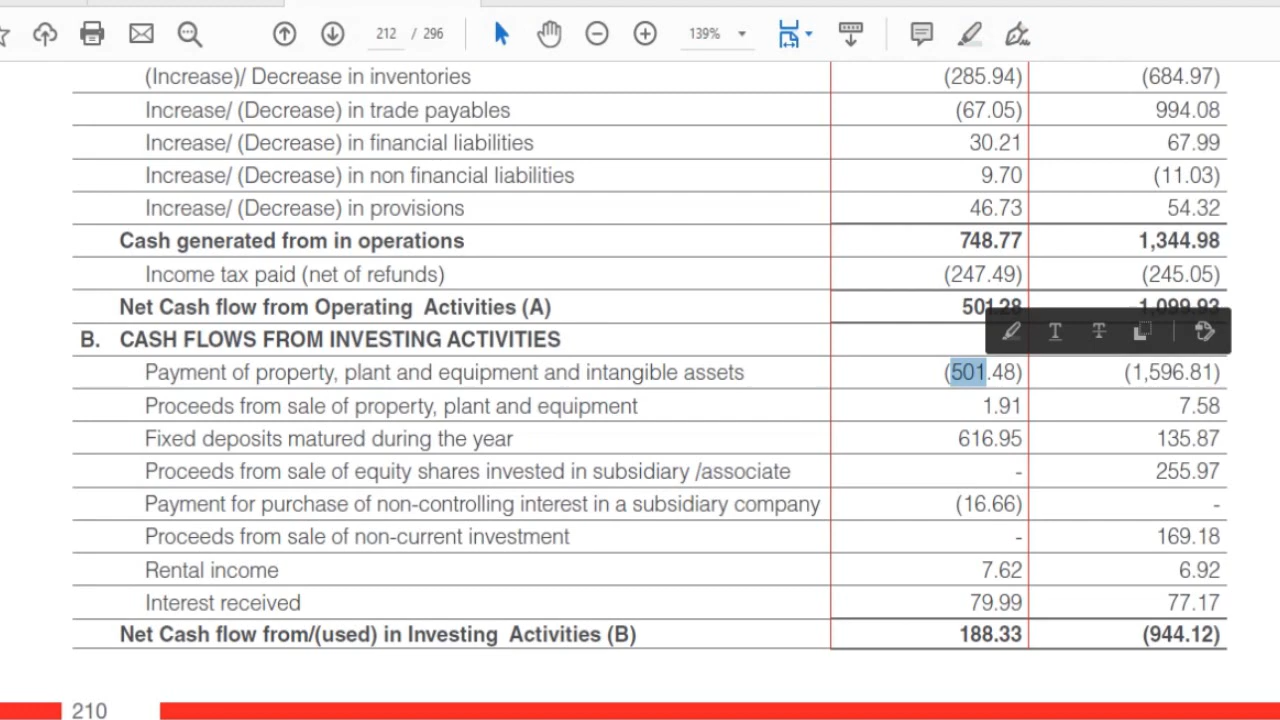 212 / 296
139%
(Increase)/ Decrease in inventories (285.94) (684.97)
Increase/ (Decrease) in trade payables (67.05) 994.08
Increase/ (Decrease) in financial liabilities 30.21 67.99
Increase/ (Decrease) in non financial liabilities 9.70 (11.03)
Increase/ (Decrease) in provisions 46.73 54.32
Cash generated from in operations 748.77 1,344.98
Income tax paid (net of refunds) (247.49) (245.05)
Net Cash flow from Operating Activities (A) 501.28 1,099.93
B. CASH FLOWS FROM INVESTING ACTIVITIES
Payment of property, plant and equipment and intangible assets (501.48) (1,596.81)
Proceeds from sale of property, plant and equipment 1.91 7.58
Fixed deposits matured during the year 616.95 135.87
Proceeds from sale of equity shares invested in subsidiary /associate - 255.97
Payment for purchase of non-controlling interest in a subsidiary company (16.66) -
Proceeds from sale of non-current investment - 169.18
Rental income 7.62 6.92
Interest received 79.99 77.17
Net Cash flow from/(used) in Investing Activities (B) 188.33 (944.12)
210